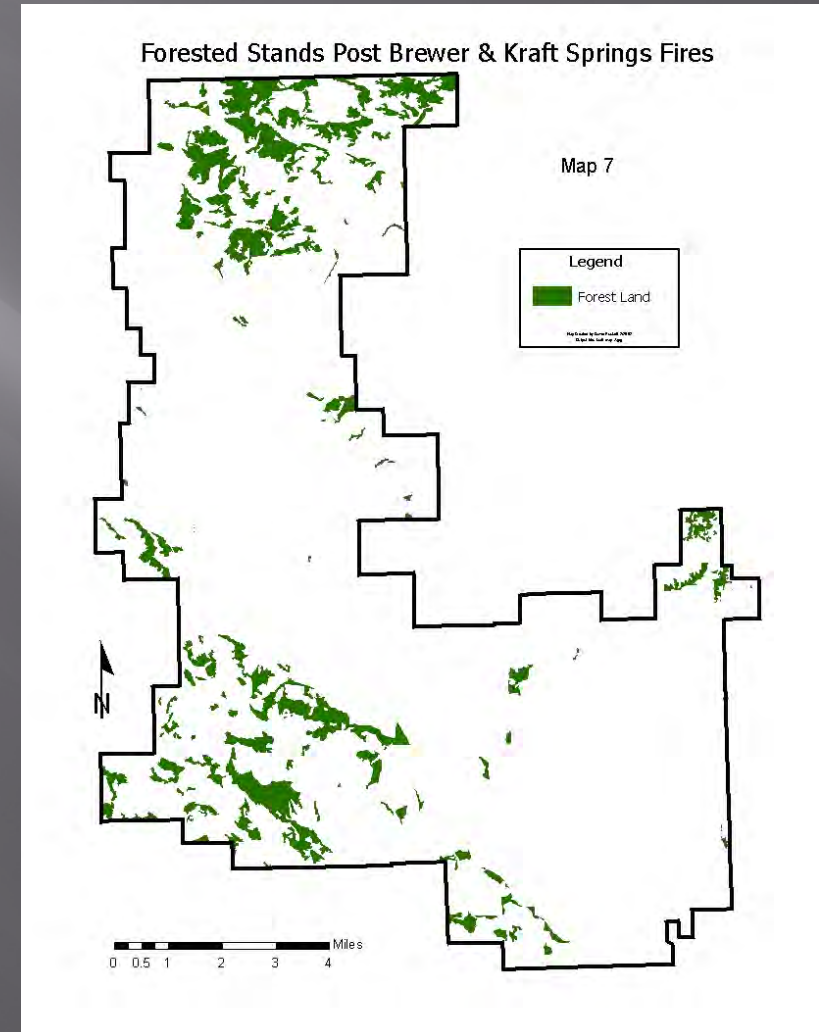 Forested Stands Post Brewer & Kraft Springs Fires
Map 7
Legend
Forest Land
N
Miles
0 0.5 1 2 3 4